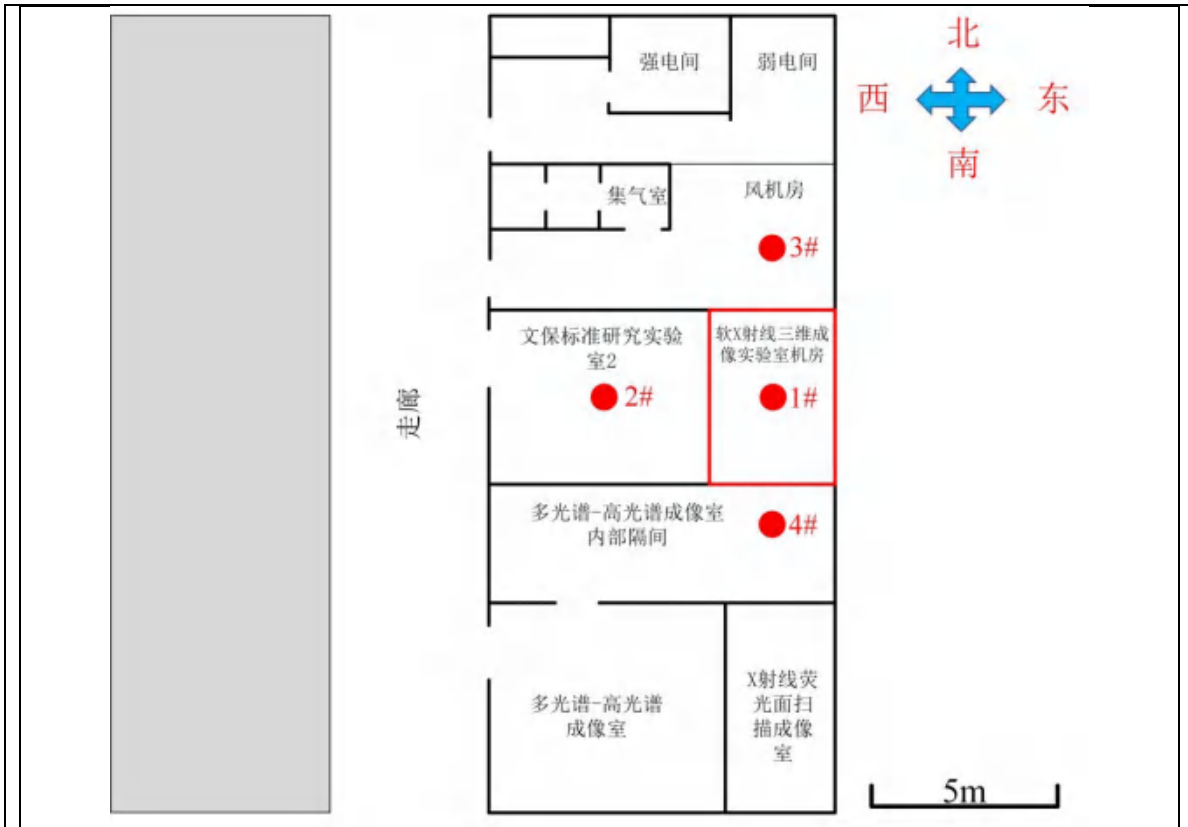 强电间
弱电间
北
西
东
南
集气室
风机房
3#
文保标准研究实验
室2
软X射线三维成
像实验室机房
2#
1#
走廊
多光谱-高光谱成像室
内部隔间
4#
多光谱-高光谱
成像室
X射线荧
光面扫
描成像
室
5m